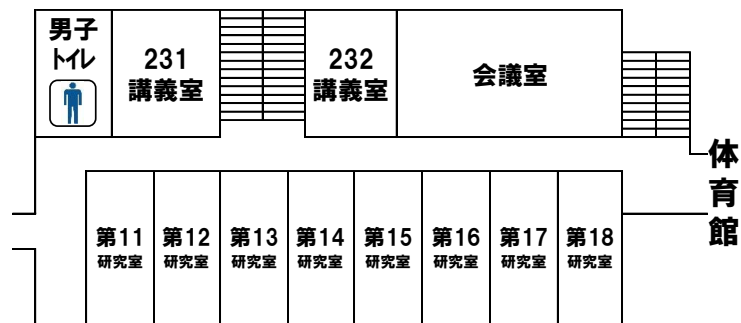 男子
トイレ
231
講義室
232
講義室
会議室
体育館
第11
研究室
第12
研究室
第13
研究室
第14
研究室
第15
研究室
第16
研究室
第17
研究室
第18
研究室